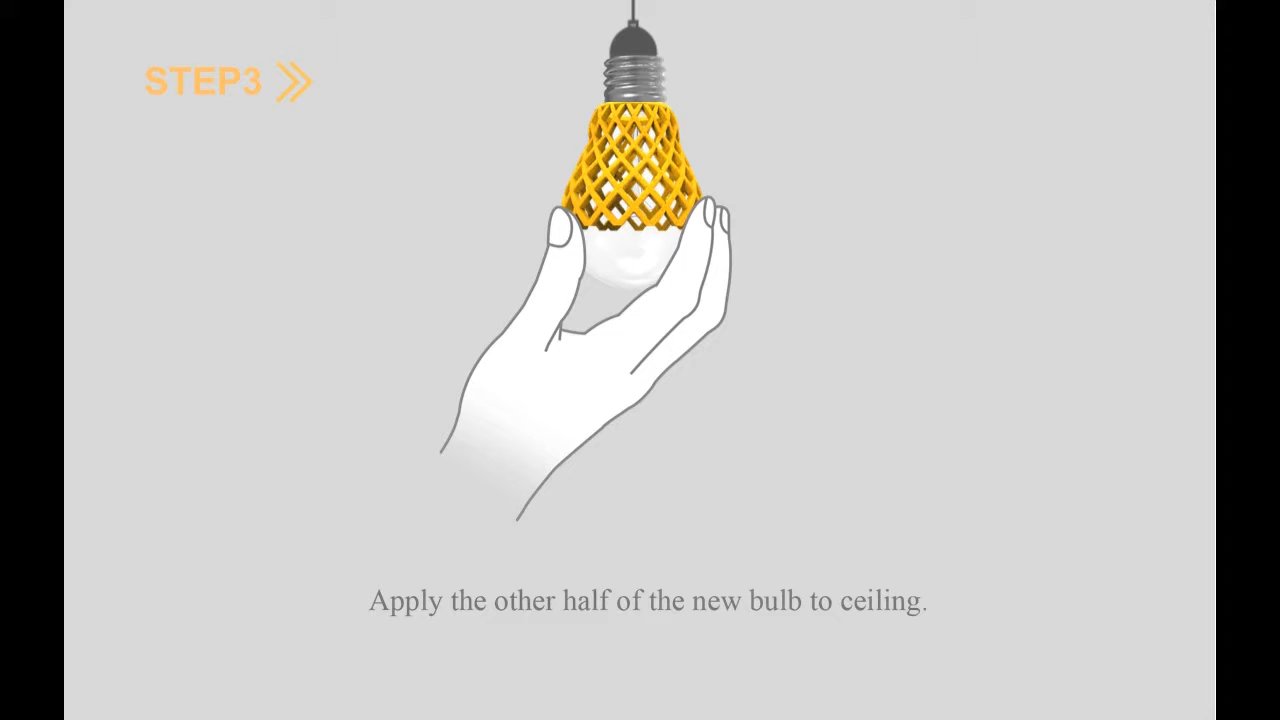 STEP3
Apply the other half of the new bulb to ceiling.